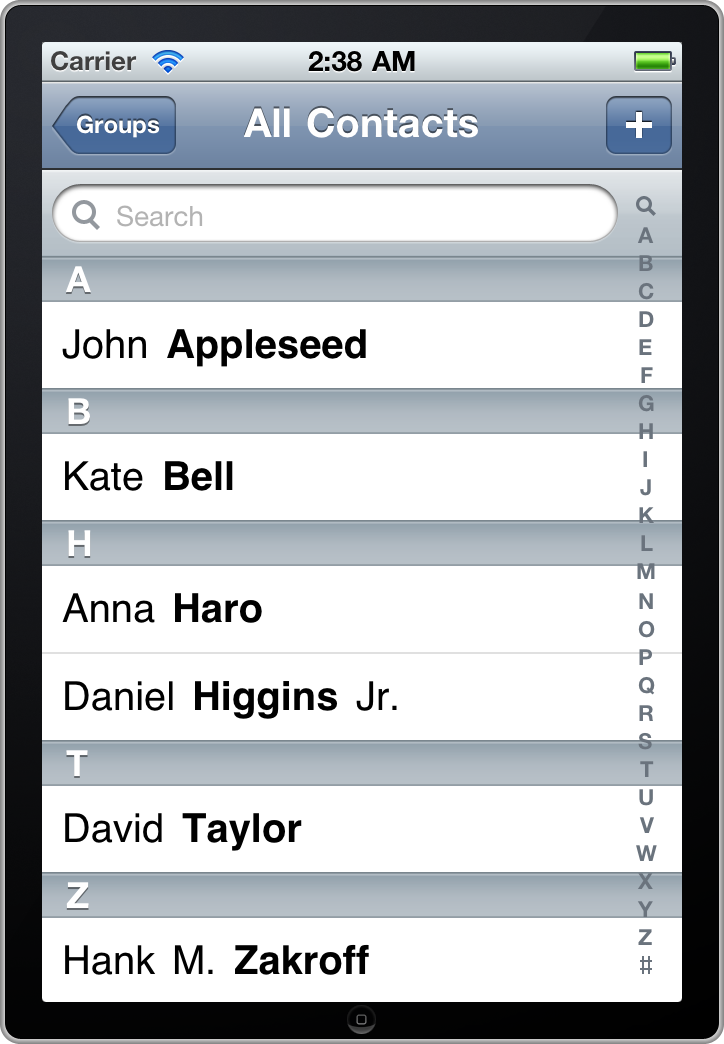 Carrier 2:38 AM
Groups All Contacts +
Search
A
John Appleseed
B
Kate Bell
H
Anna Haro
Daniel Higgins Jr.
T
David Taylor
Z
Hank M. Zakroff
A
B
C
D
E
F
G
H
I
J
K
L
M
N
O
P
Q
R
S
T
U
V
W
X
Y
Z
#